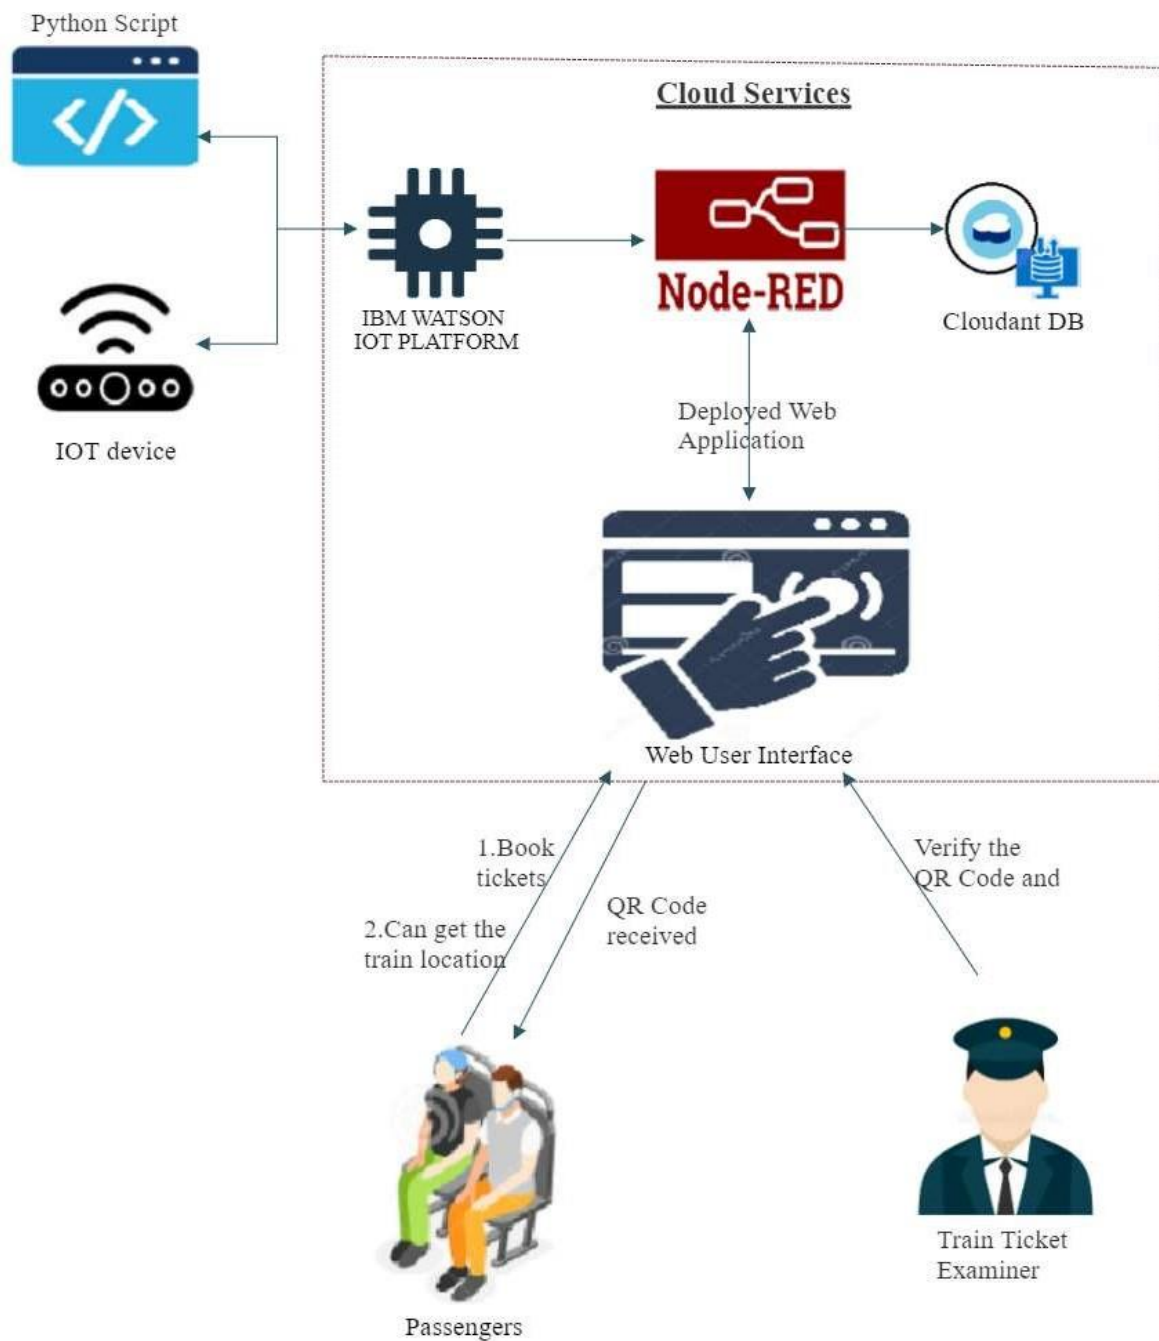 Python Script
Cloud Services
Node-RED
IBM WATSON
IOT PLATFORM
Cloudant DB
IOT device
Deployed Web
Application
Web User Interface
1.Book
tickets
2.Can get the
train location
QR Code
received
Verify the
QR Code and
Train Ticket
Examiner
Passengers